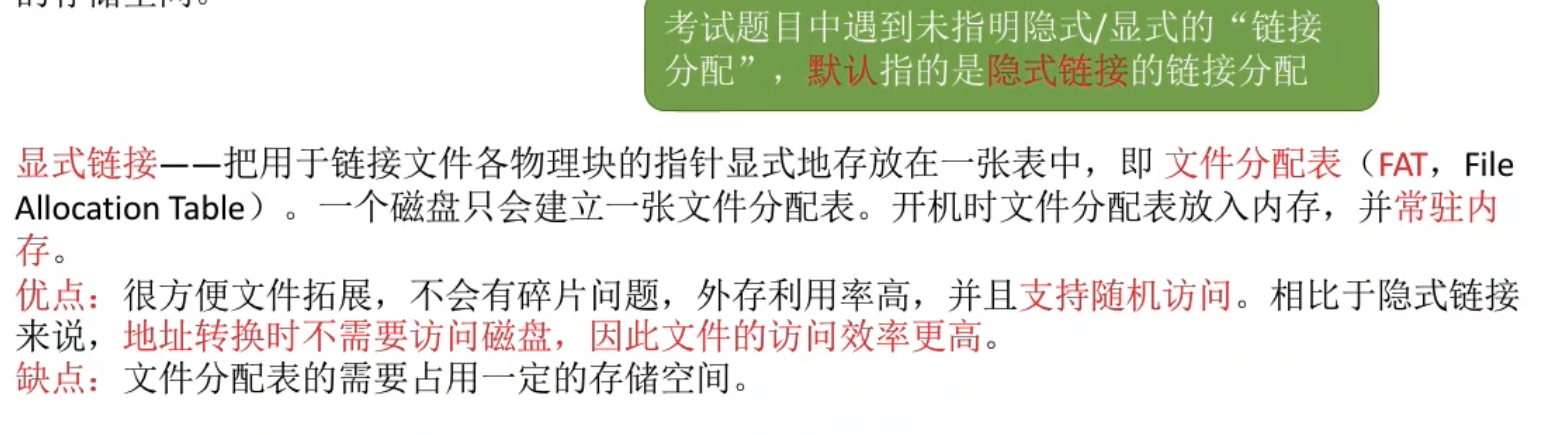 的存储空间。
考试题目中遇到未指明隐式/显式的“链接
分配”，默认指的是隐式链接的链接分配
显式链接——把用于链接文件各物理块的指针显式地存放在一张表中，即 文件分配表（FAT，File
Allocation Table）。一个磁盘只会建立一张文件分配表。开机时文件分配表放入内存，并常驻内
存。
优点：很方便文件拓展，不会有碎片问题，外存利用率高，并且支持随机访问。相比于隐式链接
来说，地址转换时不需要访问磁盘，因此文件的访问效率更高。
缺点：文件分配表的需要占用一定的存储空间。